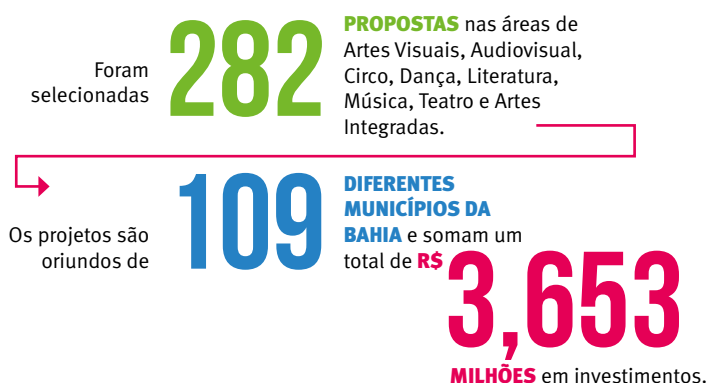 Foram
selecionadas
282
PROPOSTAS nas áreas de
Artes Visuais, Audiovisual,
Circo, Dança, Literatura,
Música, Teatro e Artes
Integradas.
Os projetos são
oriundos de
109
DIFERENTES
MUNICÍPIOS DA
BAHIA e somam um
total de R$
3,653
MILHÕES em investimentos.